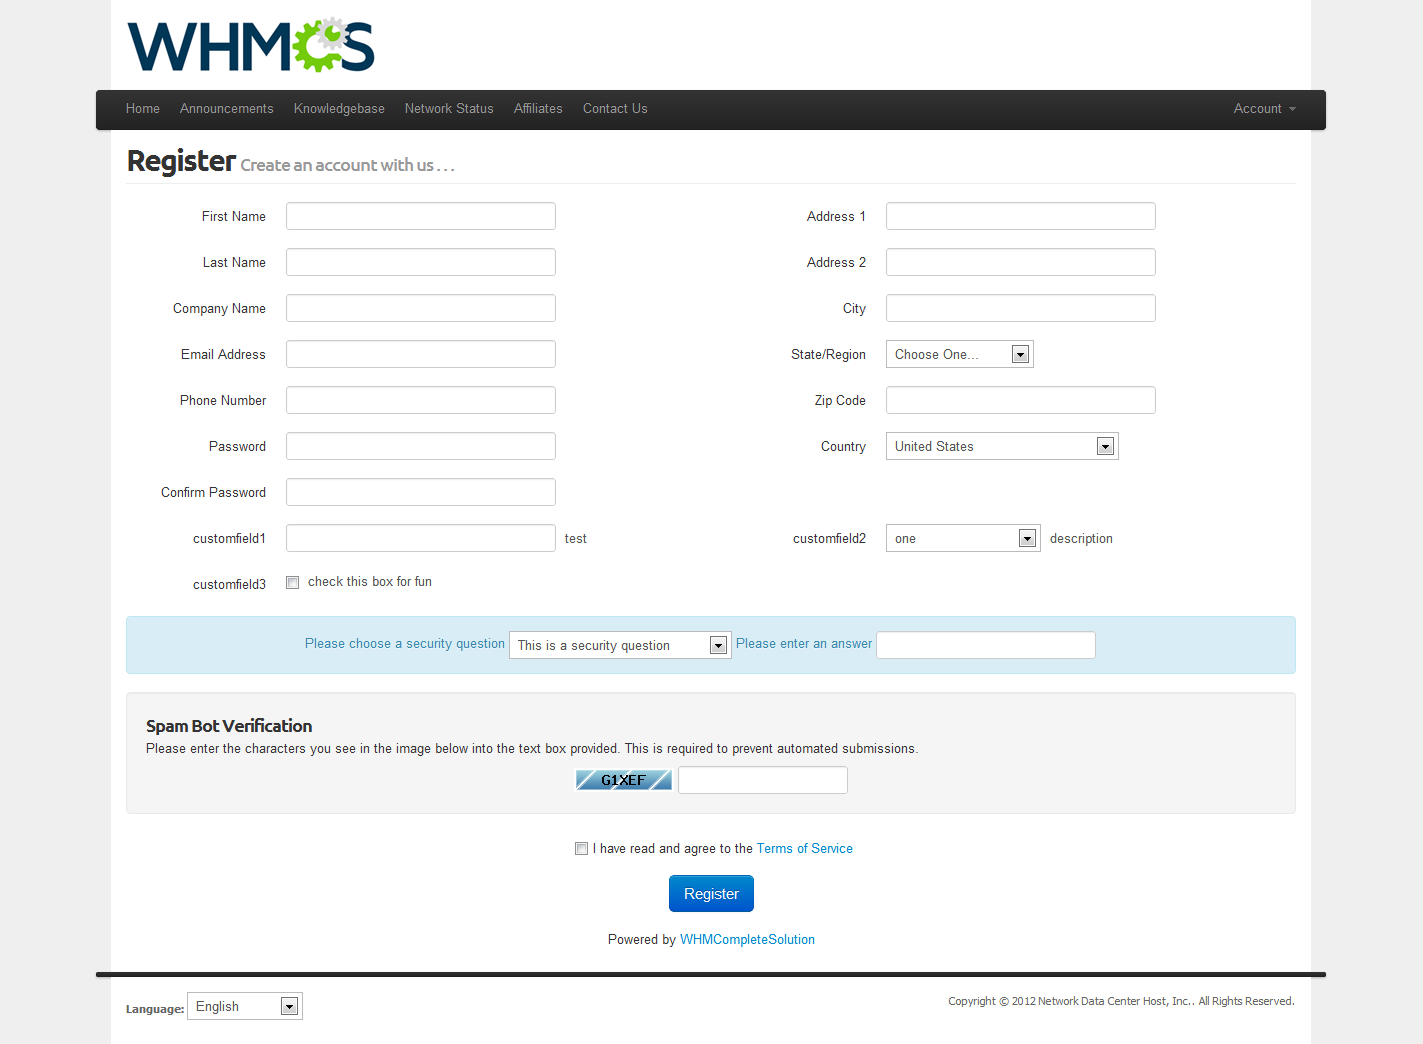 WHMCS
Home Announcements Knowledgebase Network Status Affiliates Contact Us Account
Register Create an account with us . . .
First Name
Address 1
Last Name
Address 2
Company Name
City
Email Address
State/Region Choose One...
Phone Number
Zip Code
Password
Country United States
Confirm Password
customfield1 test
customfield2 one description
customfield3 check this box for fun
Please choose a security question This is a security question Please enter an answer
Spam Bot Verification
Please enter the characters you see in the image below into the text box provided. This is required to prevent automated submissions.
G1XEF
I have read and agree to the Terms of Service
Register
Powered by WHMCompleteSolution
Language: English
Copyright © 2012 Network Data Center Host, Inc.. All Rights Reserved.